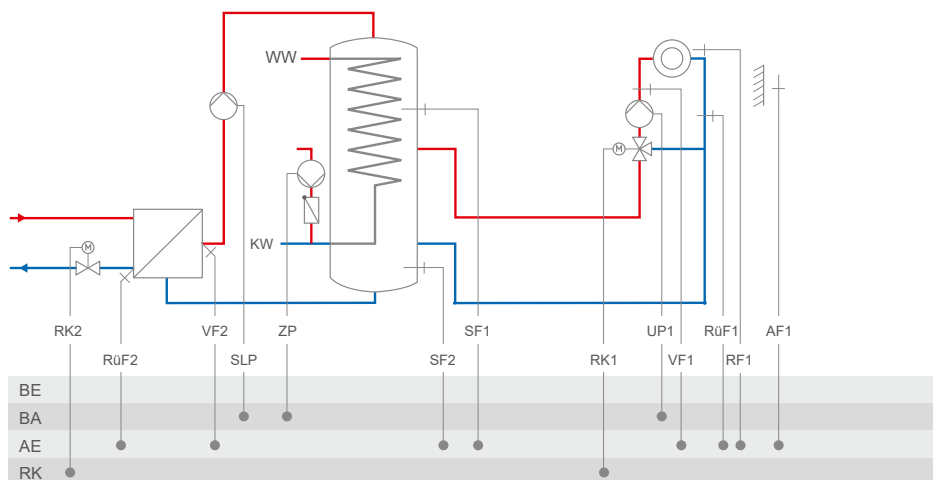 WW
M
KW
M
RK2
VF2
ZP
SF1
UP1
RüF1
AF1
RüF2
SLP
SF2
RK1
VF1
RF1
BE
BA
AE
RK